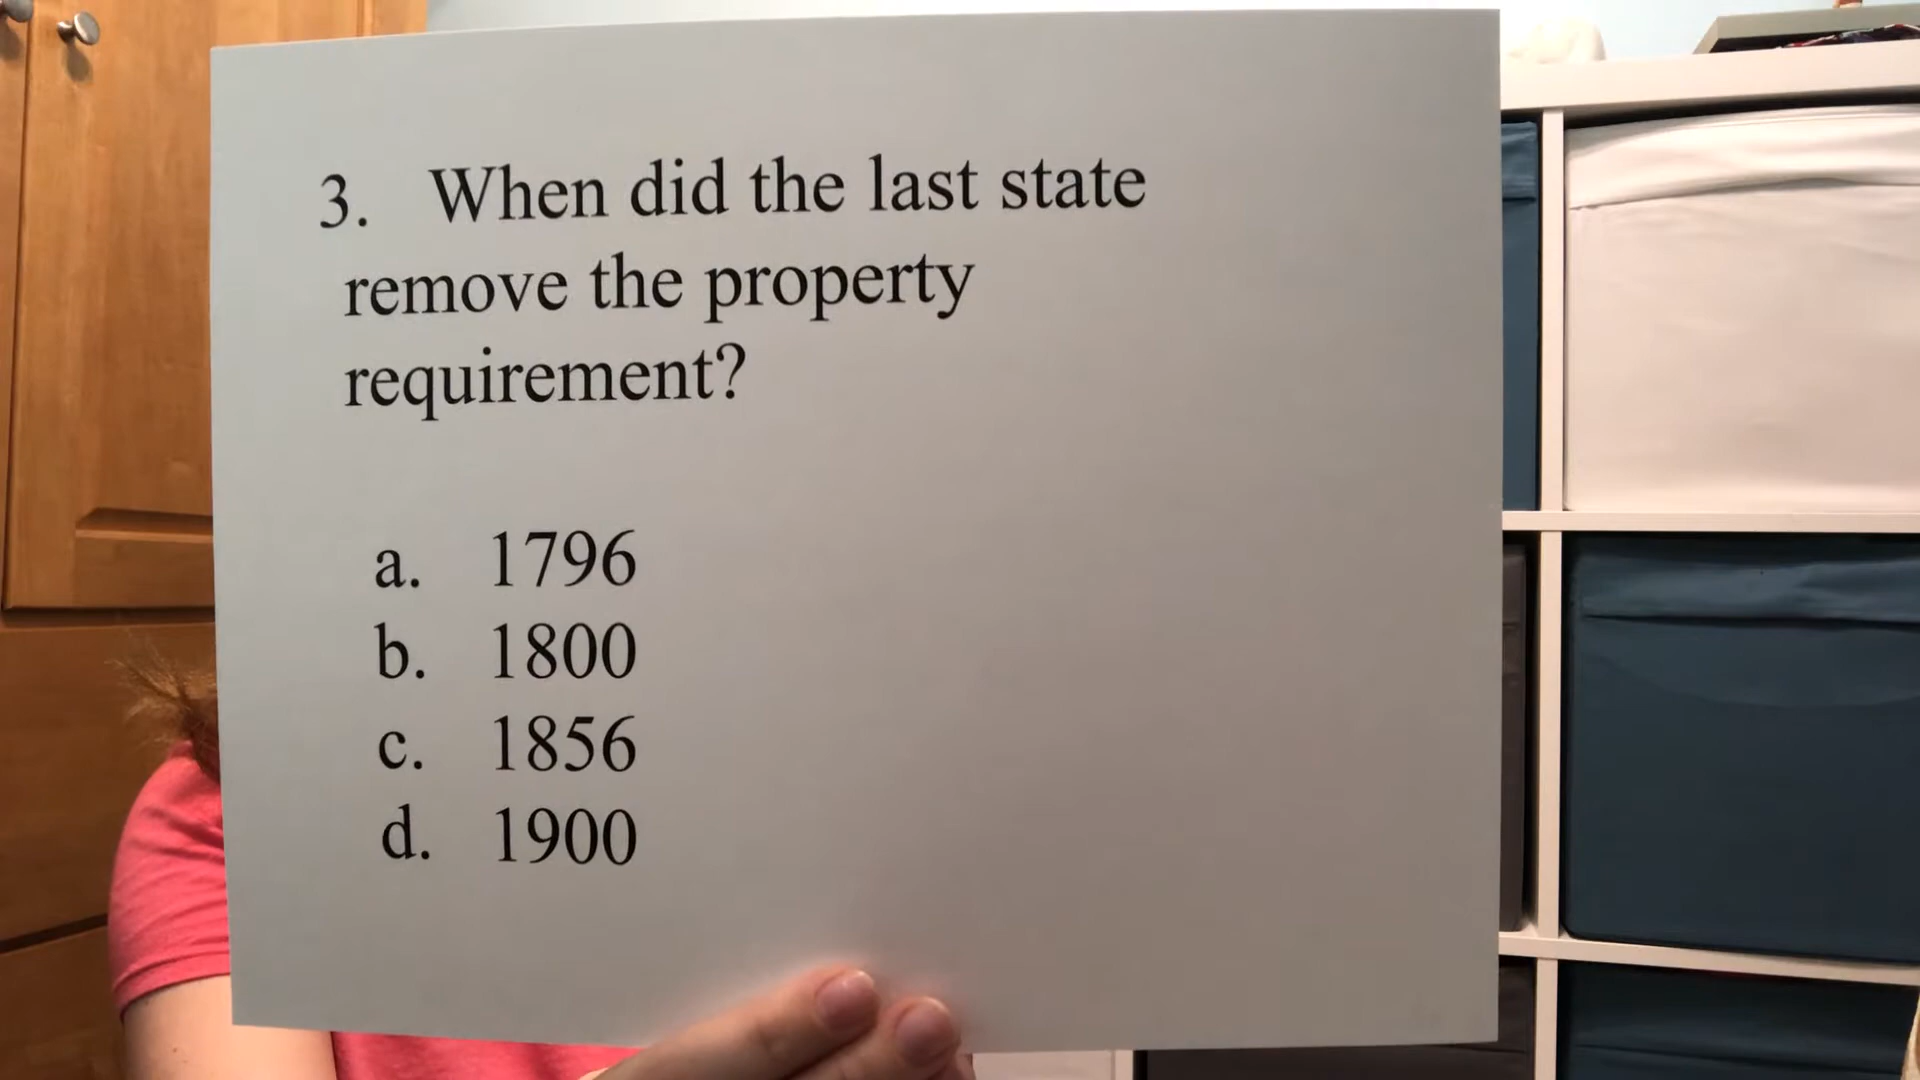 3. When did the last state
remove the property
requirement?
a. 1796
b. 1800
c. 1856
d. 1900